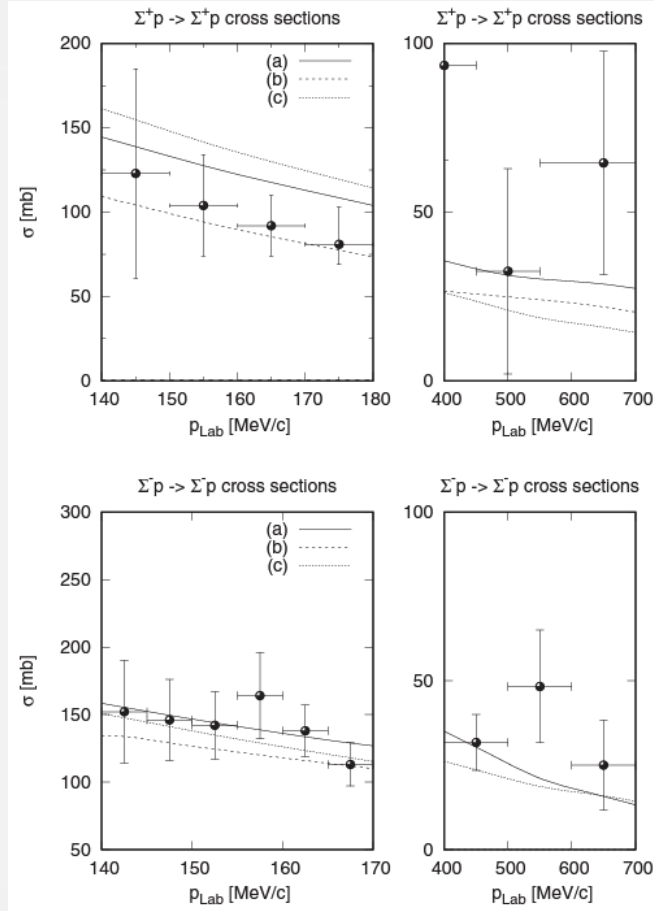 Σ⁺p -> Σ⁺p cross sections
200
150
100
50
0
σ [mb]
(a)
(b)
(c)
140 150 160 170 180
p_Lab [MeV/c]
Σ⁺p -> Σ⁺p cross sections
100
50
0
400 500 600 700
p_Lab [MeV/c]
Σ⁻p -> Σ⁻p cross sections
300
250
200
150
100
50
σ [mb]
(a)
(b)
(c)
140 150 160 170
p_Lab [MeV/c]
Σ⁻p -> Σ⁻p cross sections
100
50
0
400 500 600 700
p_Lab [MeV/c]